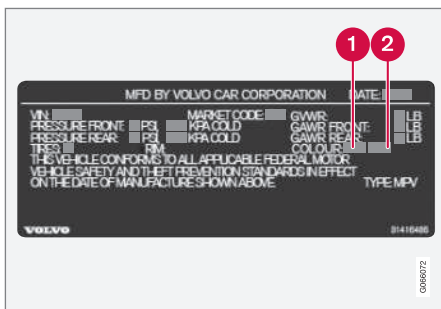 1 2
MFD BY VOLVO CAR CORPORATION DATE:
VIN: MARKET CODE: GVWR: LB
PRESSURE FRONT: PSI, KPA COLD GAWR FRONT: LB
PRESSURE REAR: PSI, KPA COLD GAWR REAR: LB
TIRES: RIM: COLOUR:
THIS VEHICLE CONFORMS TO ALL APPLICABLE FEDERAL MOTOR
VEHICLE SAFETY AND THEFT PREVENTION STANDARDS IN EFFECT
ON THE DATE OF MANUFACTURE SHOWN ABOVE. TYPE: MPV
VOLVO 31416486
G066072